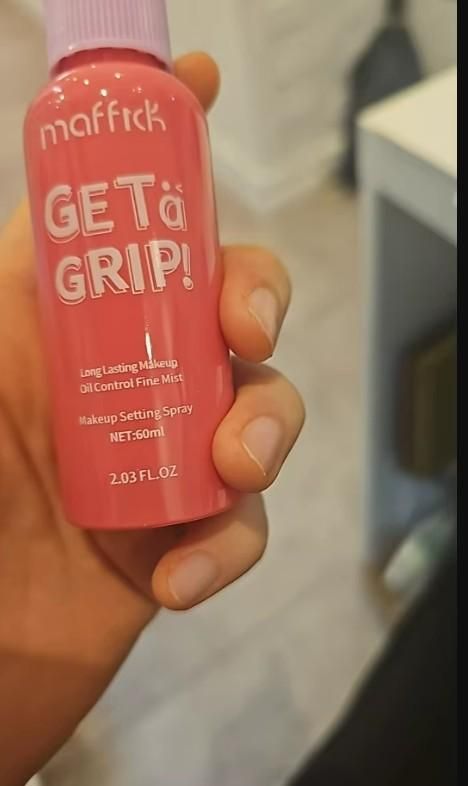 maffick
GET a
GRIP!
Long Lasting Makeup
Oil Control Fine Mist
Makeup Setting Spray
NET:60ml
2.03 FL.OZ